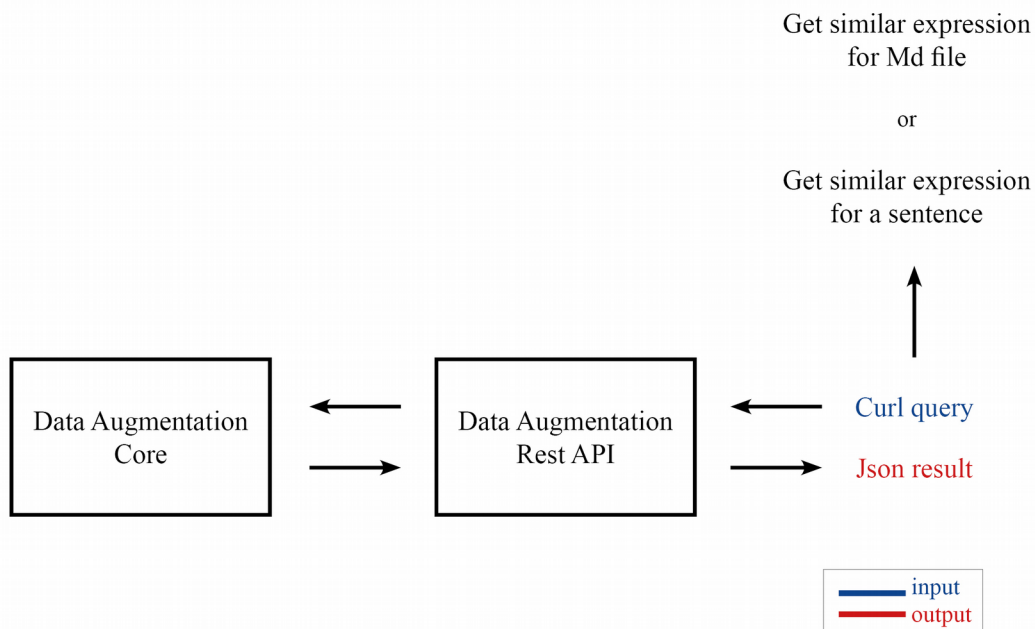 Get similar expression
for Md file
or
Get similar expression
for a sentence
Data Augmentation
Core
Data Augmentation
Rest API
Curl query
Json result
input
output